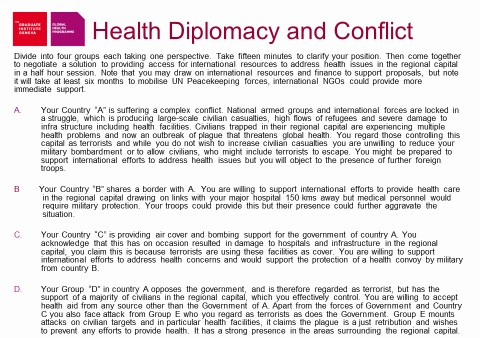 THE
GRADUATE
INSTITUTE
GENEVA
GLOBAL
HEALTH
PROGRAMME
Health Diplomacy and Conflict
Divide into four groups each taking one perspective. Take fifteen minutes to clarify your position. Then come together
to negotiate a solution to providing access for international resources to address health issues in the regional capital
in a half hour session. Note that you may draw on international resources and finance to support proposals, but note
it will take at least six months to mobilise UN Peacekeeping forces, international NGOs could provide more
immediate support.
A. Your Country "A" is suffering a complex conflict. National armed groups and international forces are locked in
a struggle, which is producing large-scale civilian casualties, high flows of refugees and severe damage to
infra structure including health facilities. Civilians trapped in their regional capital are experiencing multiple
health problems and now an outbreak of plague that threatens global health. You regard those controlling this
capital as terrorists and while you do not wish to increase civilian casualties you are unwilling to reduce your
military bombardment or to allow civilians, who might include terrorists to escape. You might be prepared to
support international efforts to address health issues but you will object to the presence of further foreign
troops.
B Your Country "B" shares a border with A. You are willing to support international efforts to provide health care
in the regional capital drawing on links with your major hospital 150 kms away but medical personnel would
require military protection. Your troops could provide this but their presence could further aggravate the
situation.
C. Your Country "C" is providing air cover and bombing support for the government of country A. You
acknowledge that this has on occasion resulted in damage to hospitals and infrastructure in the regional
capital, you claim this is because terrorists are using these facilities as cover. You are willing to support
international efforts to address health concerns and would support the protection of a health convoy by military
from country B.
D. Your Group "D" in country A opposes the government, and is therefore regarded as terrorist, but has the
support of a majority of civilians in the regional capital, which you effectively control. You are willing to accept
health aid from any source other than the Government of A. Apart from the forces of Government and Country
C you also face attack from Group E who you regard as terrorists as does the Government. Group E mounts
attacks on civilian targets and in particular health facilities, it claims the plague is a just retribution and wishes
to prevent any efforts to provide health. It has a strong presence in the areas surrounding the regional capital.